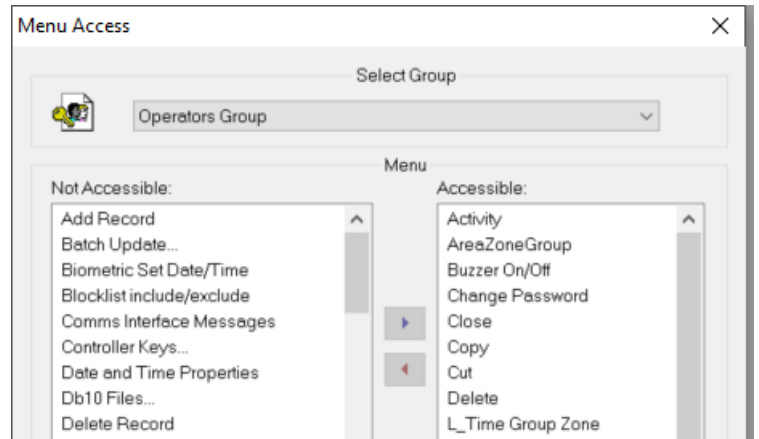 Menu Access
Select Group
Operators Group
Menu
Not Accessible:
Add Record
Batch Update...
Biometric Set Date/Time
Blocklist include/exclude
Comms Interface Messages
Controller Keys...
Date and Time Properties
Db10 Files...
Delete Record
Accessible:
Activity
AreaZoneGroup
Buzzer On/Off
Change Password
Close
Copy
Cut
Delete
L_Time Group Zone